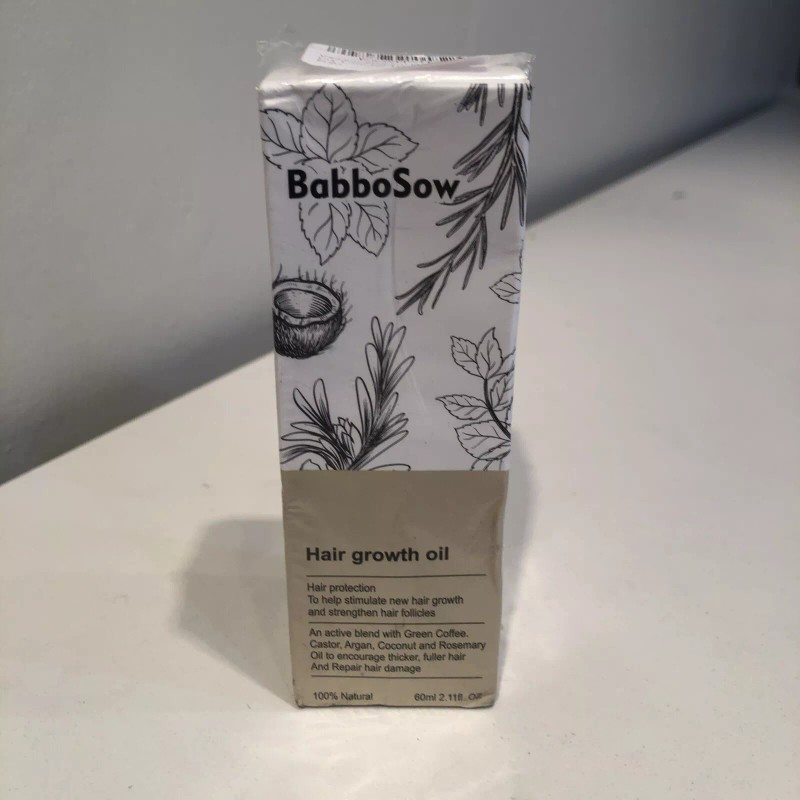 BabboSow
Hair growth oil
Hair protection
To help stimulate new hair growth
and strengthen hair follicles
An active blend with Green Coffee.
Castor, Argan, Coconut and Rosemary
Oil to encourage thicker, fuller hair
And Repair hair damage
100% Natural 60ml 2.11fl.